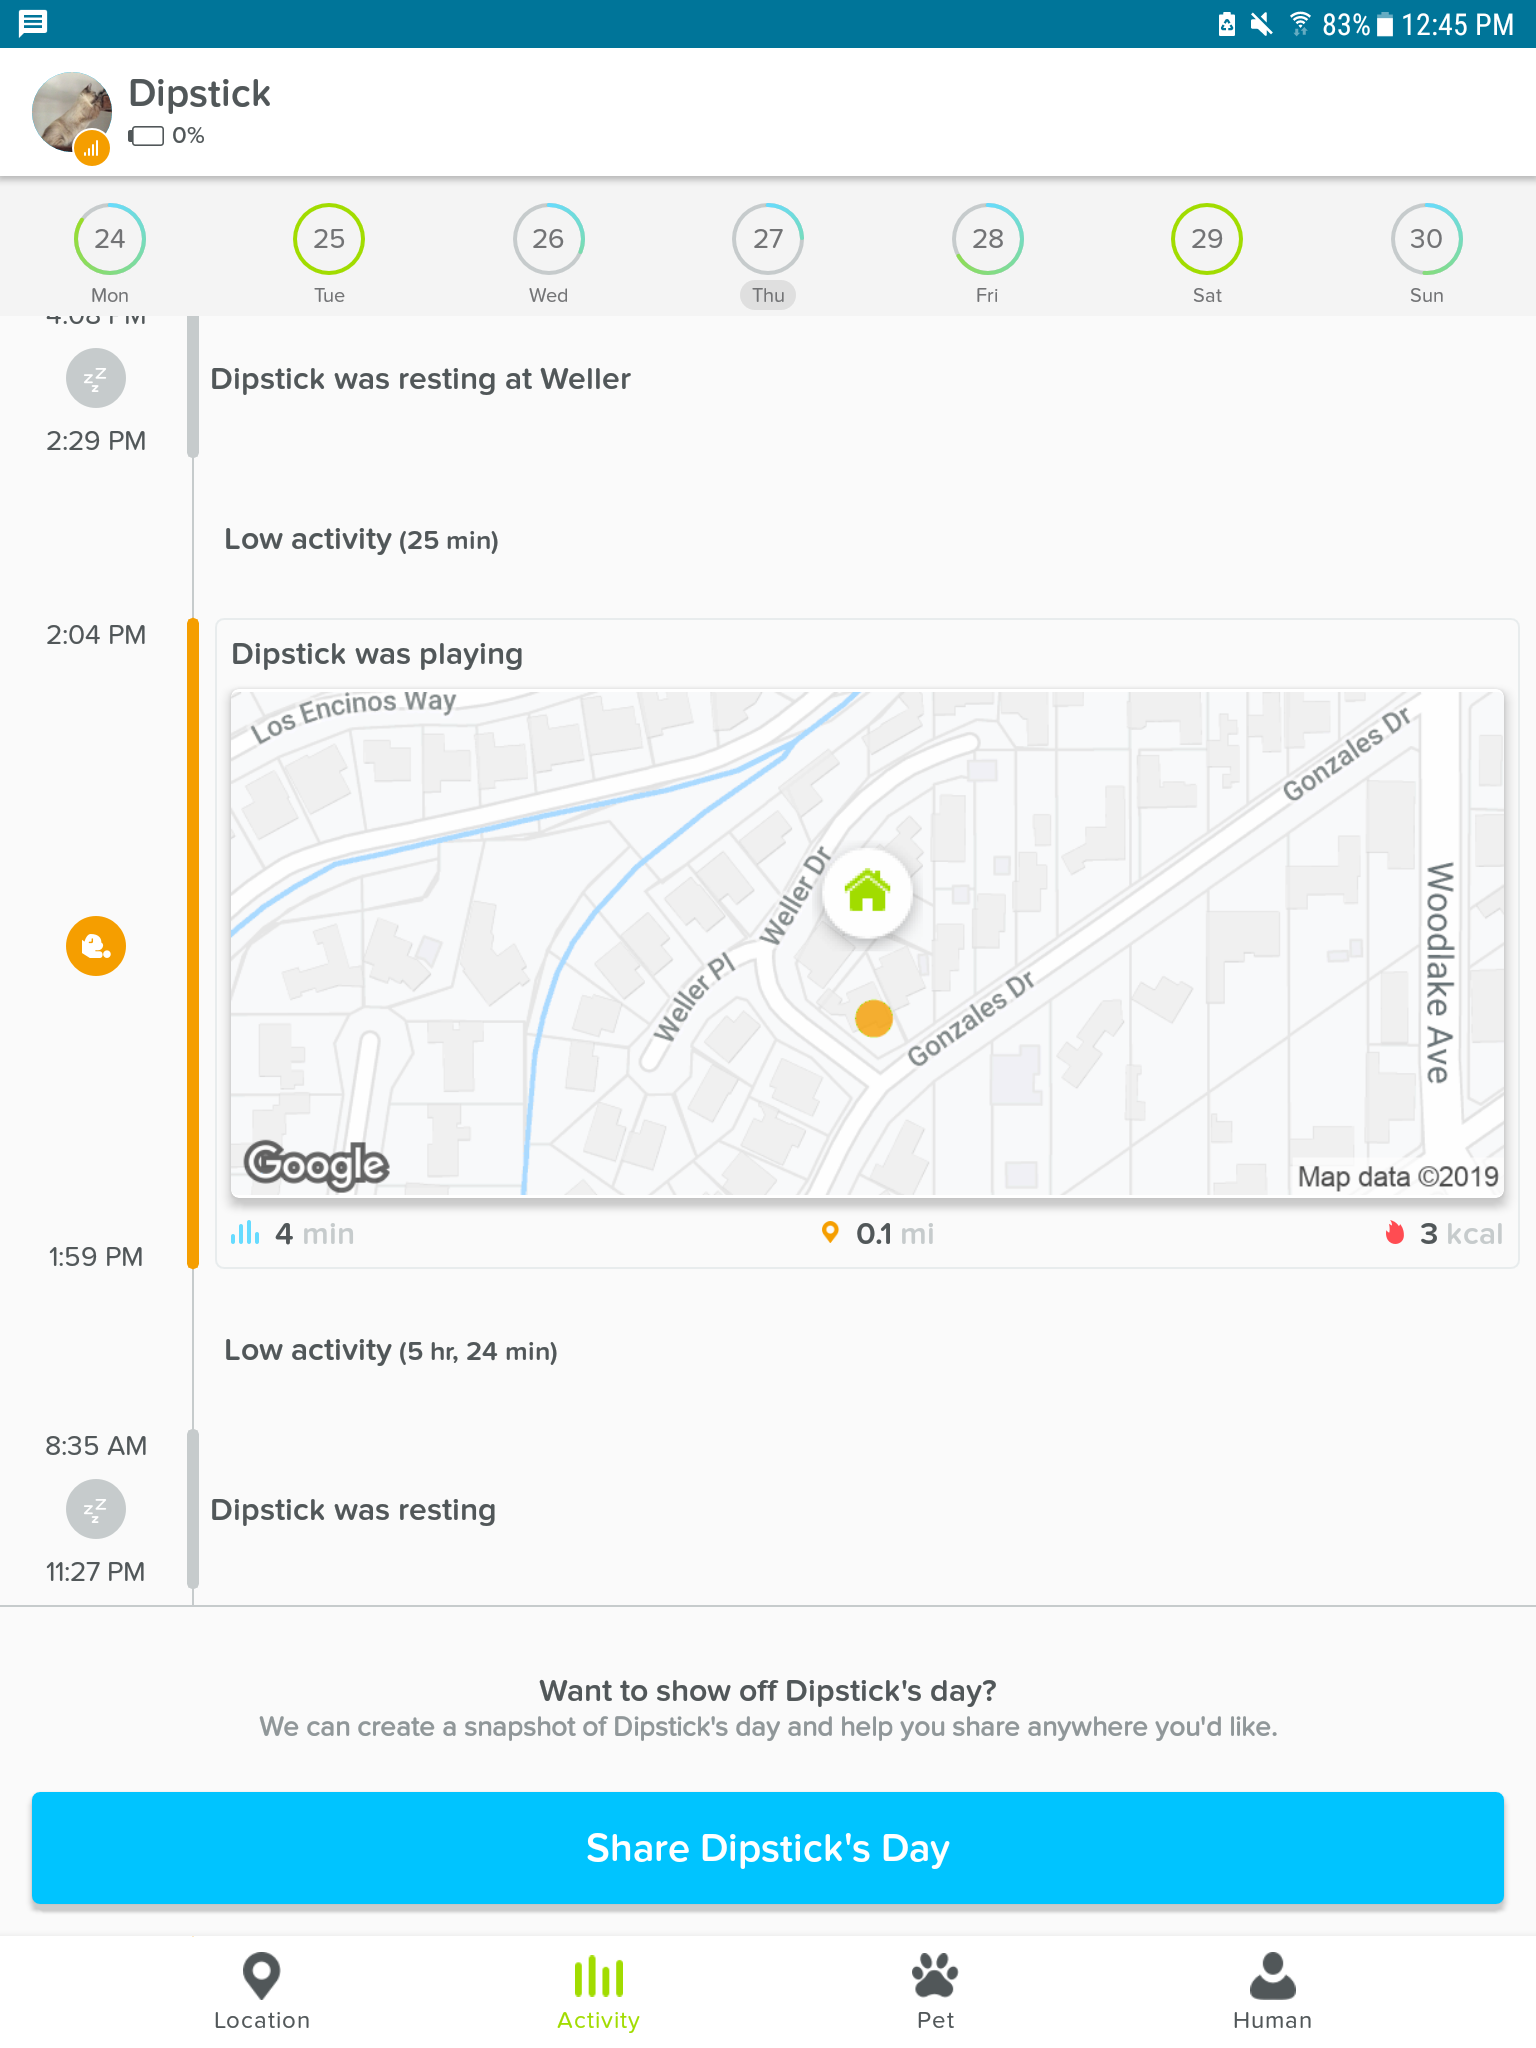 83% 12:45 PM
Dipstick
0%
24 25 26 27 28 29 30
Mon Tue Wed Thu Fri Sat Sun
4:08 PM
Dipstick was resting at Weller
2:29 PM
Low activity (25 min)
2:04 PM
Dipstick was playing
Los Encinos Way
Gonzales Dr
Weller Dr
Woodlake Ave
Weller Pl
Gonzales Dr
Google
Map data ©2019
4 min 0.1 mi 3 kcal
1:59 PM
Low activity (5 hr, 24 min)
8:35 AM
zzz
Dipstick was resting
11:27 PM
Want to show off Dipstick's day?
We can create a snapshot of Dipstick's day and help you share anywhere you'd like.
Share Dipstick's Day
Location Activity Pet Human